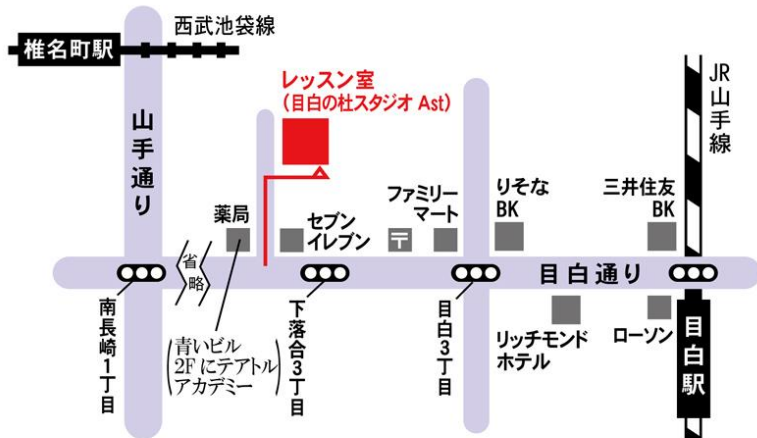 西武池袋線
椎名町駅
レッスン室
(目白の杜スタジオ Ast)
JR山手線
山手通り
ファミリー
マート
りそな
BK
三井住友
BK
薬局
セブン
イレブン
〒
省略
目白通り
南長崎1丁目
(青いビル
2Fにテアトル
アカデミー)
下落合3丁目
目白3丁目
リッチモンド
ホテル
ローソン
目白駅